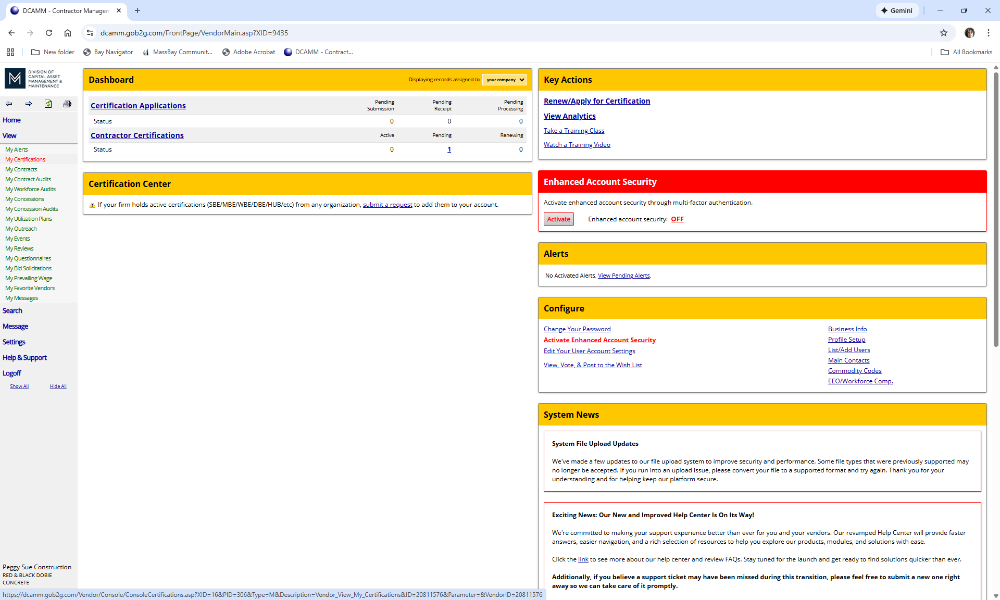 DCAMM - Contractor Managem
Gemini
dcamm.gob2g.com/FrontPage/VendorMain.asp?XID=9435
New folder
Bay Navigator
MassBay Communit...
Adobe Acrobat
DCAMM - Contract...
All Bookmarks
DIVISION OF
CAPITAL ASSET
MANAGEMENT &
MAINTENANCE
Home
View
My Alerts
My Certifications
My Contracts
My Contract Audits
My Workforce Audits
My Concessions
My Concession Audits
My Utilization Plans
My Outreach
My Events
My Reviews
My Questionnaires
My Bid Solicitations
My Prevailing Wage
My Favorite Vendors
My Messages
Search
Message
Settings
Help & Support
Logoff
Show All Hide All
Peggy Sue Construction
RED & BLACK DOBIE
CONCRETE
Dashboard
Displaying records assigned to your company
Certification Applications Pending Submission Pending Receipt Pending Processing
Status 0 0 0
Contractor Certifications Active Pending Renewing
Status 0 1 0
Certification Center
If your firm holds active certifications (SBE/MBE/WBE/DBE/HUB/etc) from any organization, submit a request to add them to your account.
Key Actions
Renew/Apply for Certification
View Analytics
Take a Training Class
Watch a Training Video
Enhanced Account Security
Activate enhanced account security through multi-factor authentication.
Activate Enhanced account security: OFF
Alerts
No Activated Alerts. View Pending Alerts.
Configure
Change Your Password
Activate Enhanced Account Security
Edit Your User Account Settings
View, Vote, & Post to the Wish List
Business Info
Profile Setup
List/Add Users
Main Contacts
Commodity Codes
EEO/Workforce Comp.
System News
System File Upload Updates
We've made a few updates to our file upload system to improve security and performance. Some file types that were previously supported may
no longer be accepted. If you run into an upload issue, please convert your file to a supported format and try again. Thank you for your
understanding and for helping keep our platform secure.
Exciting News: Our New and Improved Help Center Is On Its Way!
We're committed to making your support experience better than ever for you and your vendors. Our revamped Help Center will provide faster
answers, easier navigation, and a rich selection of resources to help you explore our products, modules, and solutions with ease.
Click the link to see more about our help center and review FAQs. Stay tuned for the launch and get ready to find solutions quicker than ever.
Additionally, if you believe a support ticket may have been missed during this transition, please feel free to submit a new one right
away so we can take care of it promptly.
https://dcamm.gob2g.com/Vendor/Console/ConsoleCertifications.asp?XID=16&PID=306&Type=M&Description=Vendor_View_My_Certifications&ID=20811576&Parameter=&VendorID=20811576